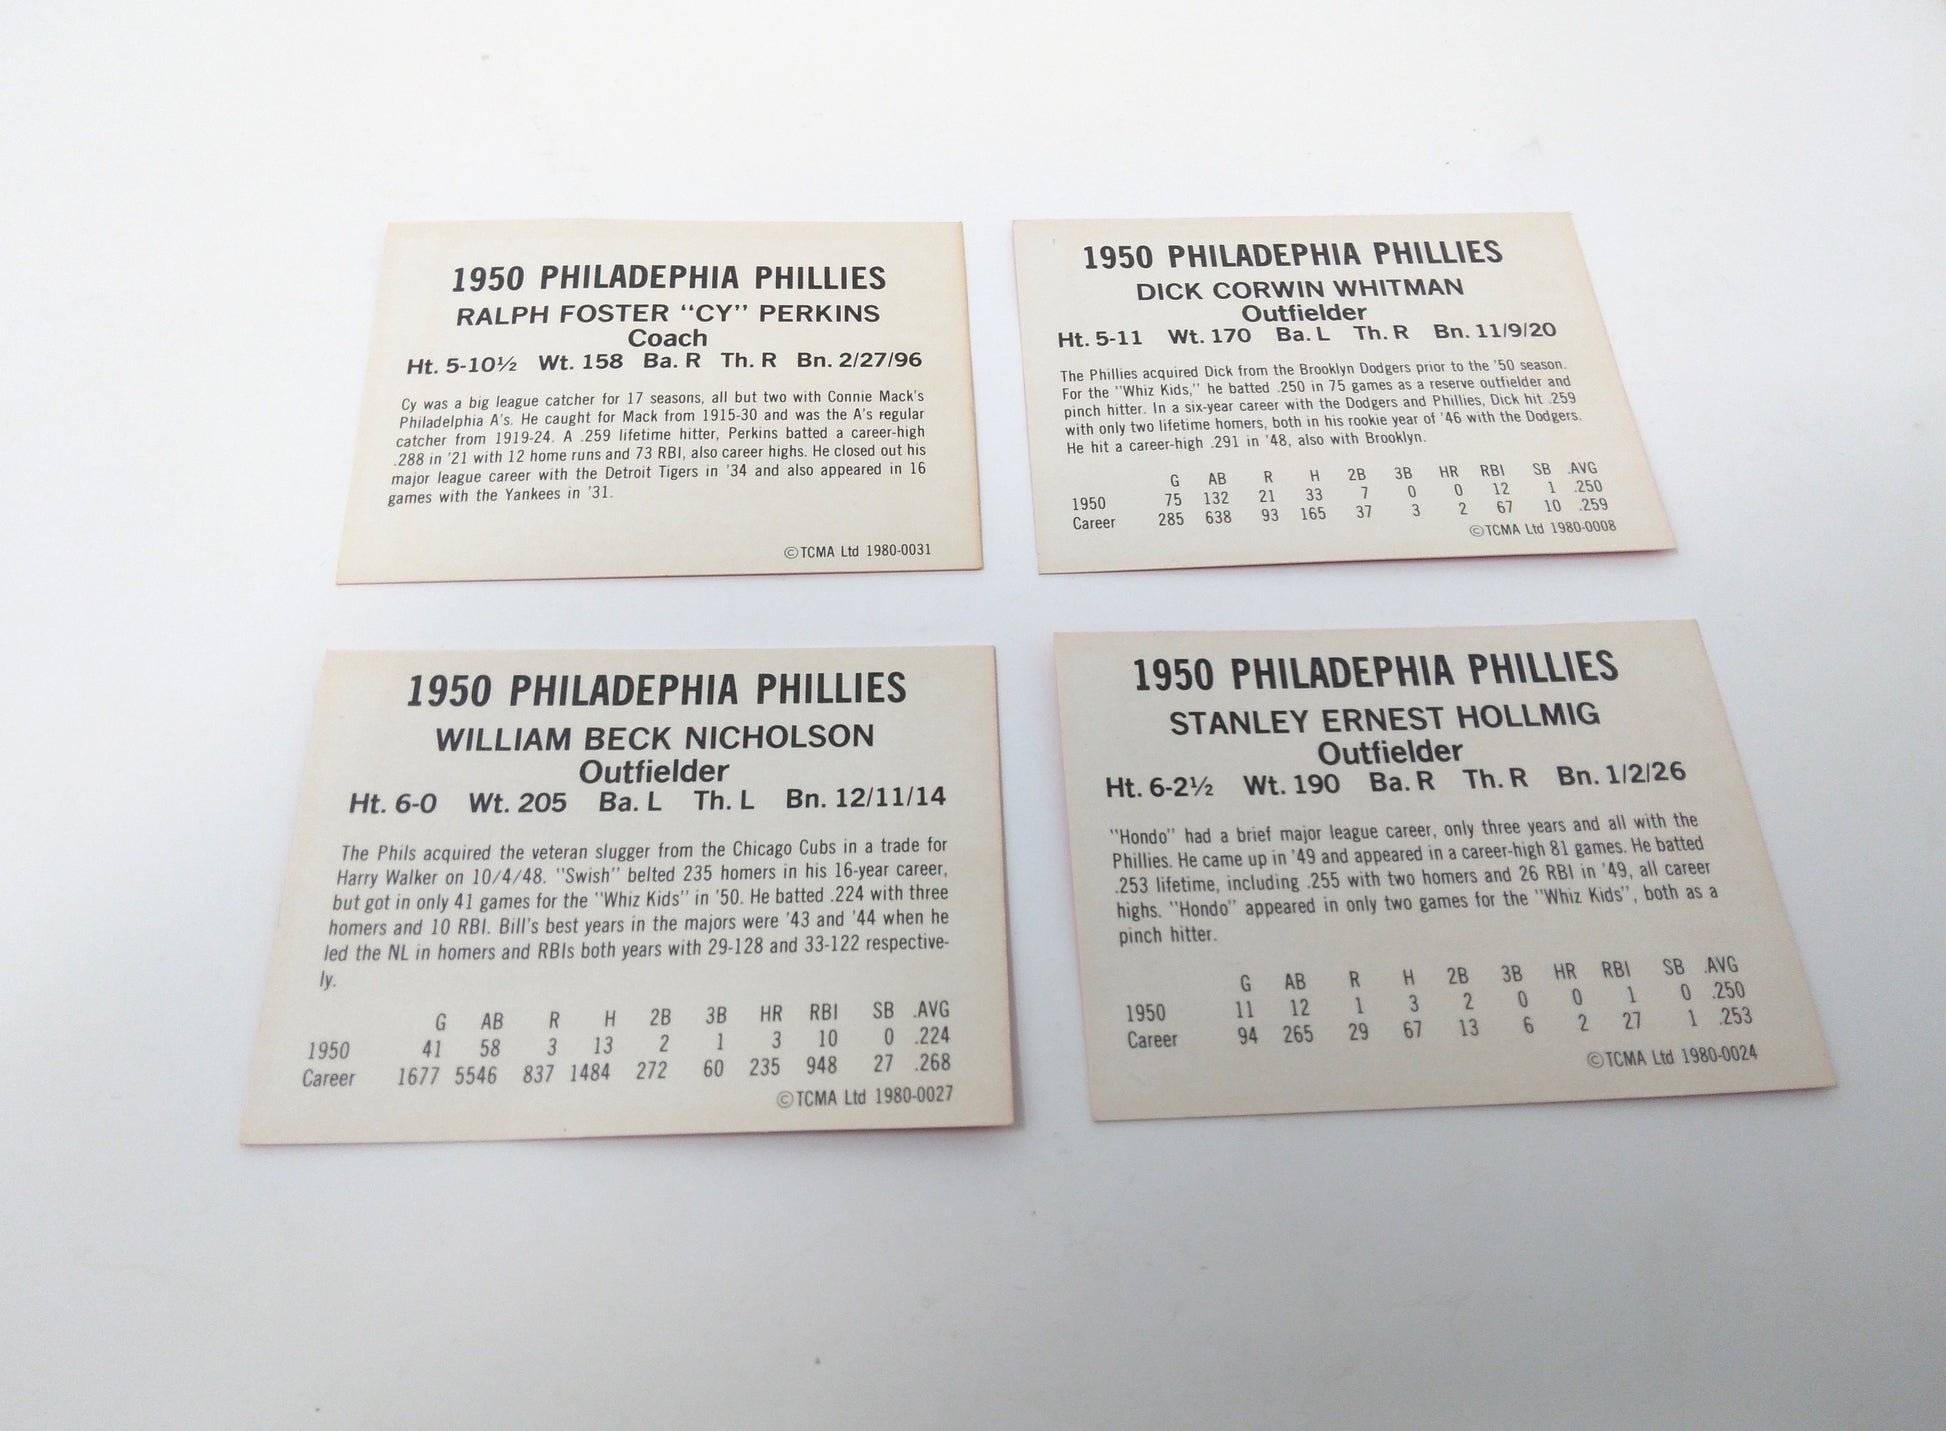 1950 PHILADEPHIA PHILLIES
RALPH FOSTER "CY" PERKINS
Coach
Ht. 5-10½ Wt. 158 Ba. R Th. R Bn. 2/27/96
Cy was a big league catcher for 17 seasons, all but two with Connie Mack's
Philadelphia A's. He caught for Mack from 1915-30 and was the A's regular
catcher from 1919-24. A .259 lifetime hitter, Perkins batted a career-high
.288 in '21 with 12 home runs and 73 RBI, also career highs. He closed out his
major league career with the Detroit Tigers in '34 and also appeared in 16
games with the Yankees in '31.
©TCMA Ltd 1980-0031
1950 PHILADEPHIA PHILLIES
DICK CORWIN WHITMAN
Outfielder
Ht. 5-11 Wt. 170 Ba. L Th. R Bn. 11/9/20
The Phillies acquired Dick from the Brooklyn Dodgers prior to the '50 season.
For the "Whiz Kids," he batted .250 in 75 games as a reserve outfielder and
pinch hitter. In a six-year career with the Dodgers and Phillies, Dick hit .259
with only two lifetime homers, both in his rookie year of '46 with the Dodgers.
He hit a career-high .291 in '48, also with Brooklyn.
G AB R H 2B 3B HR RBI SB .AVG
1950 75 132 21 33 7 0 0 12 1 .250
Career 285 638 93 165 37 3 2 67 10 .259
©TCMA Ltd 1980-0008
1950 PHILADEPHIA PHILLIES
WILLIAM BECK NICHOLSON
Outfielder
Ht. 6-0 Wt. 205 Ba. L Th. L Bn. 12/11/14
The Phils acquired the veteran slugger from the Chicago Cubs in a trade for
Harry Walker on 10/4/48. "Swish" belted 235 homers in his 16-year career,
but got in only 41 games for the "Whiz Kids" in '50. He batted .224 with three
homers and 10 RBI. Bill's best years in the majors were '43 and '44 when he
led the NL in homers and RBIs both years with 29-128 and 33-122 respective-
ly.
G AB R H 2B 3B HR RBI SB .AVG
1950 41 58 3 13 2 1 3 10 0 .224
Career 1677 5546 837 1484 272 60 235 948 27 .268
©TCMA Ltd 1980-0027
1950 PHILADEPHIA PHILLIES
STANLEY ERNEST HOLLMIG
Outfielder
Ht. 6-2½ Wt. 190 Ba. R Th. R Bn. 1/2/26
"Hondo" had a brief major league career, only three years and all with the
Phillies. He came up in '49 and appeared in a career-high 81 games. He batted
.253 lifetime, including .255 with two homers and 26 RBI in '49, all career
highs. "Hondo" appeared in only two games for the "Whiz Kids", both as a
pinch hitter.
G AB R H 2B 3B HR RBI SB .AVG
1950 11 12 1 3 2 0 0 1 0 .250
Career 94 265 29 67 13 6 2 27 1 .253
©TCMA Ltd 1980-0024